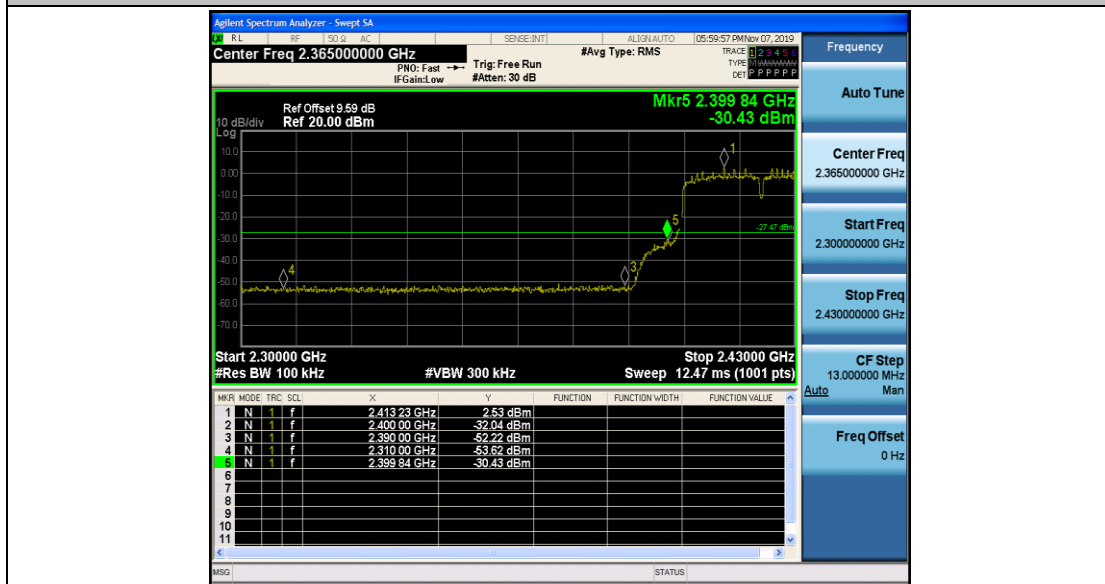 Agilent Spectrum Analyzer - Swept SA
RL RF 50 Ω AC SENSE:INT ALIGN AUTO 05:59:57 PM Nov 07, 2019
Center Freq 2.365000000 GHz
PNO: Fast
IFGain:Low
Trig: Free Run
#Atten: 30 dB
#Avg Type: RMS
TRACE 1 2 3 4 5 6
TYPE M
DET P P P P P P
Ref Offset 9.59 dB
10 dB/div Ref 20.00 dBm
Log
Mkr5 2.399 84 GHz
-30.43 dBm
10.0
0.00
-10.0
-20.0
-30.0
-40.0
-50.0
-60.0
-70.0
1
5
-27.47 dBm
3
4
Start 2.30000 GHz Stop 2.43000 GHz
#Res BW 100 kHz #VBW 300 kHz Sweep 12.47 ms (1001 pts)
MKR MODE TRC SCL X Y FUNCTION FUNCTION WIDTH FUNCTION VALUE
1 N 1 f 2.413 23 GHz 2.53 dBm
2 N 1 f 2.400 00 GHz -32.04 dBm
3 N 1 f 2.390 00 GHz -52.22 dBm
4 N 1 f 2.310 00 GHz -53.62 dBm
5 N 1 f 2.399 84 GHz -30.43 dBm
6
7
8
9
10
11
MSG STATUS
Frequency
Auto Tune
Center Freq
2.365000000 GHz
Start Freq
2.300000000 GHz
Stop Freq
2.430000000 GHz
CF Step
13.000000 MHz
Auto Man
Freq Offset
0 Hz